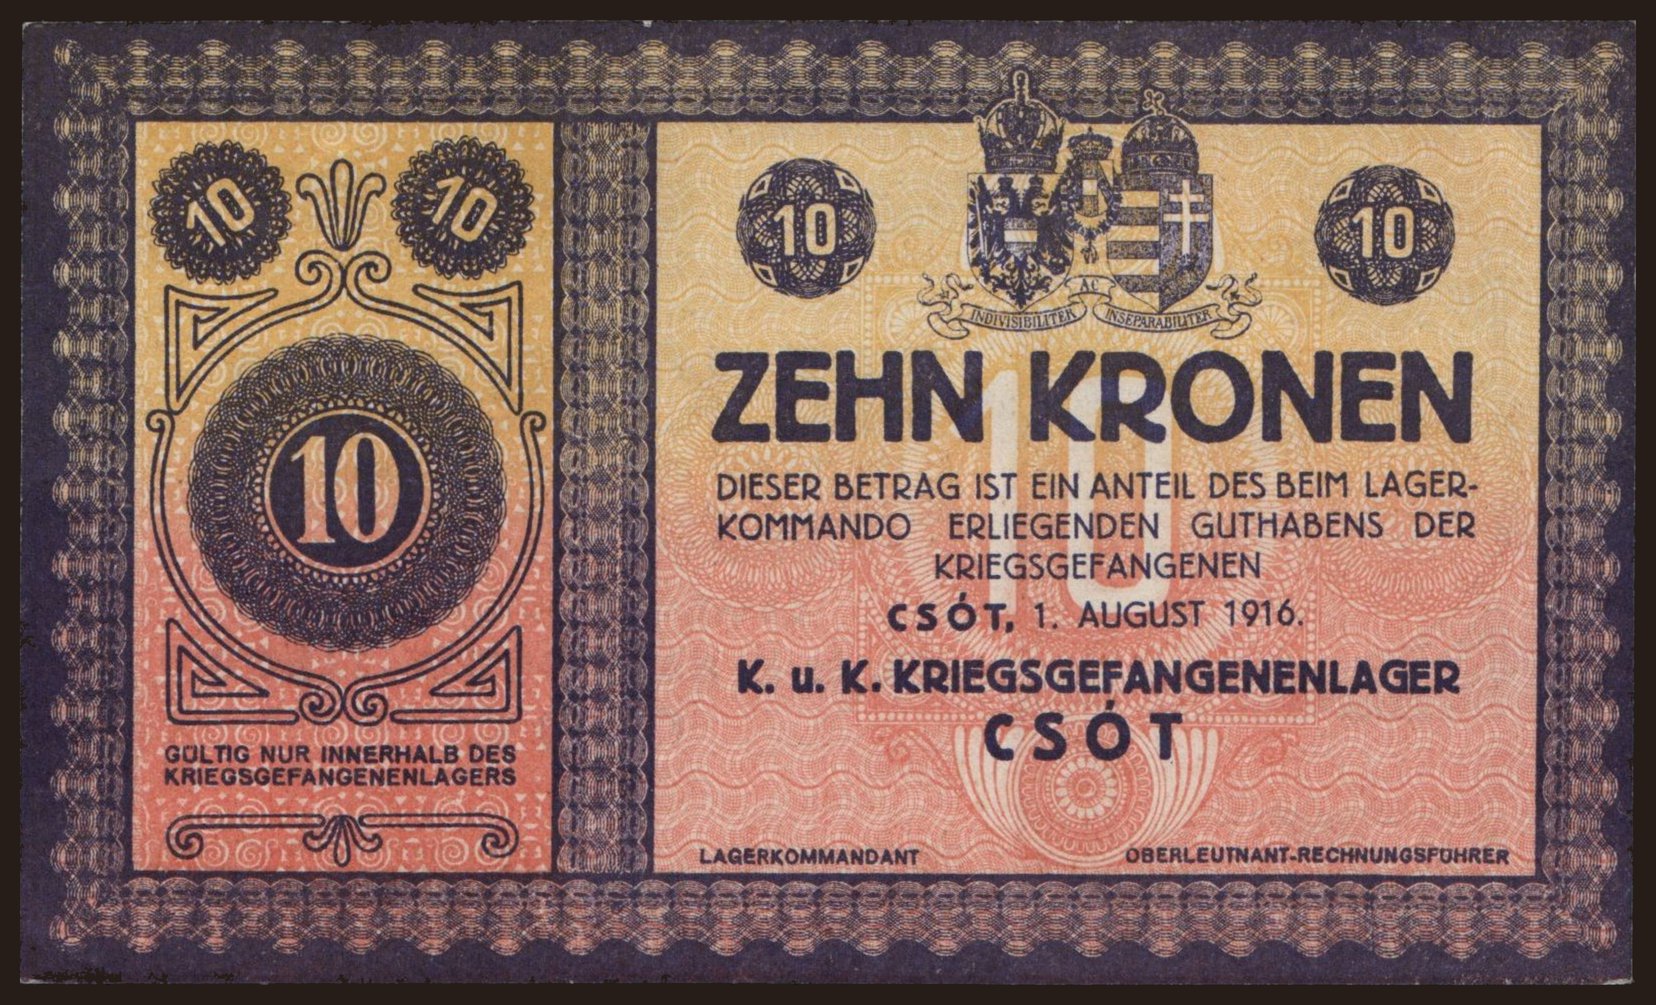 10 10
10
GÜLTIG NUR INNERHALB DES
KRIEGSGEFANGENENLAGERS
10 10
INDIVISIBILITER AC INSEPARABILITER
ZEHN KRONEN
10
DIESER BETRAG IST EIN ANTEIL DES BEIM LAGER-
KOMMANDO ERLIEGENDEN GUTHABENS DER
KRIEGSGEFANGENEN
CSÓT, 1. AUGUST 1916.
K. u. K. KRIEGSGEFANGENENLAGER
CSÓT
LAGERKOMMANDANT OBERLEUTNANT-RECHNUNGSFÜHRER